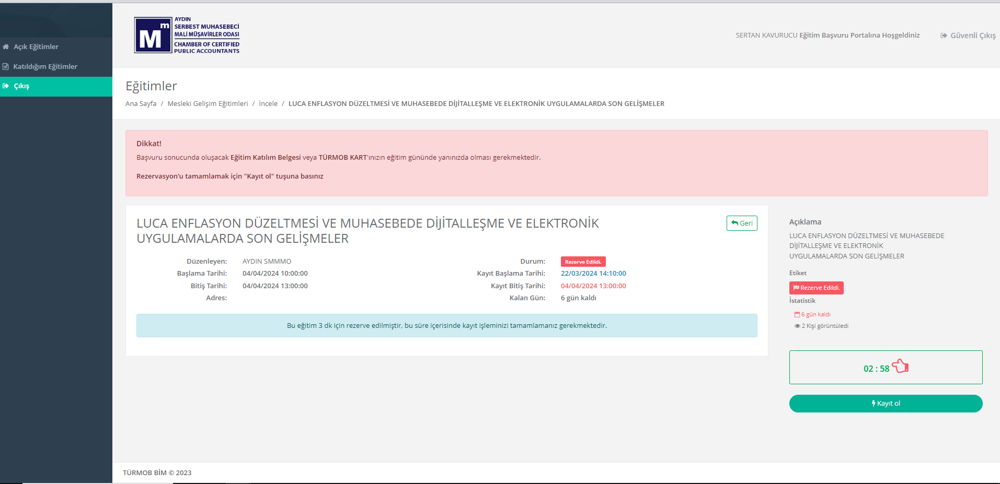 AYDIN
SERBEST MUHASEBECİ
MALİ MÜŞAVİRLER ODASI
CHAMBER OF CERTIFIED
PUBLIC ACCOUNTANTS
Mm
SERTAN KAVURUCU Eğitim Başvuru Portalına Hoşgeldiniz
Güvenli Çıkış
Açık Eğitimler
Katıldığım Eğitimler
Çıkış
Eğitimler
Ana Sayfa / Mesleki Gelişim Eğitimleri / İncele / LUCA ENFLASYON DÜZELTMESİ VE MUHASEBEDE DİJİTALLEŞME VE ELEKTRONİK UYGULAMALARDA SON GELİŞMELER
Dikkat!
Başvuru sonucunda oluşacak Eğitim Katılım Belgesi veya TÜRMOB KART'ınızın eğitim gününde yanınızda olması gerekmektedir.
Rezervasyon'u tamamlamak için "Kayıt ol" tuşuna basınız
LUCA ENFLASYON DÜZELTMESİ VE MUHASEBEDE DİJİTALLEŞME VE ELEKTRONİK
UYGULAMALARDA SON GELİŞMELER
Geri
Düzenleyen: AYDIN SMMMO
Başlama Tarihi: 04/04/2024 10:00:00
Bitiş Tarihi: 04/04/2024 13:00:00
Adres:
Durum: Rezerve Edildi.
Kayıt Başlama Tarihi: 22/03/2024 14:10:00
Kayıt Bitiş Tarihi: 04/04/2024 13:00:00
Kalan Gün: 6 gün kaldı
Bu eğitim 3 dk için rezerve edilmiştir, bu süre içerisinde kayıt işleminizi tamamlamanız gerekmektedir.
Açıklama
LUCA ENFLASYON DÜZELTMESİ VE MUHASEBEDE
DİJİTALLEŞME VE ELEKTRONİK
UYGULAMALARDA SON GELİŞMELER
Etiket
Rezerve Edildi.
İstatistik
6 gün kaldı
2 Kişi görüntüledi
02 : 58
Kayıt ol
TÜRMOB BİM © 2023